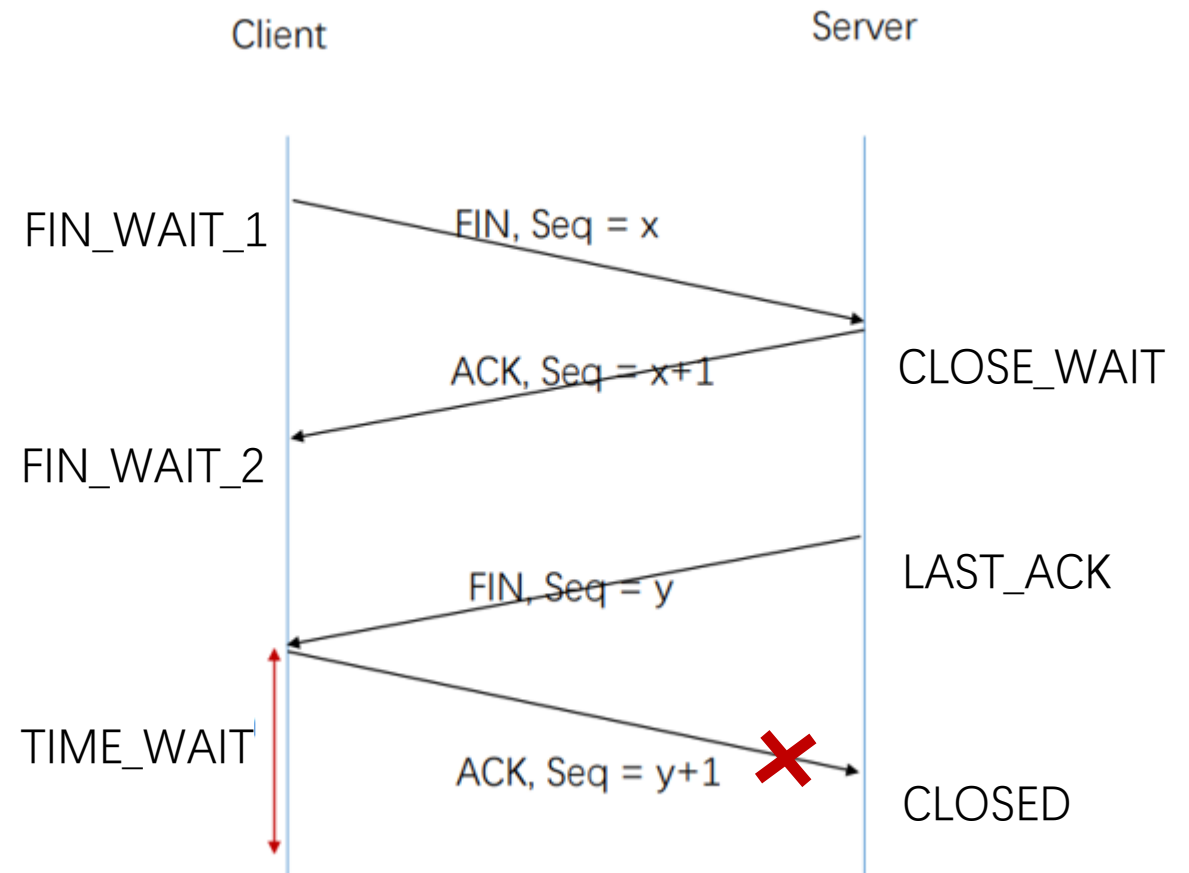 Client
Server
FIN_WAIT_1
FIN, Seq = x
ACK, Seq = x+1
CLOSE_WAIT
FIN_WAIT_2
FIN, Seq = y
LAST_ACK
TIME_WAIT
ACK, Seq = y+1
CLOSED